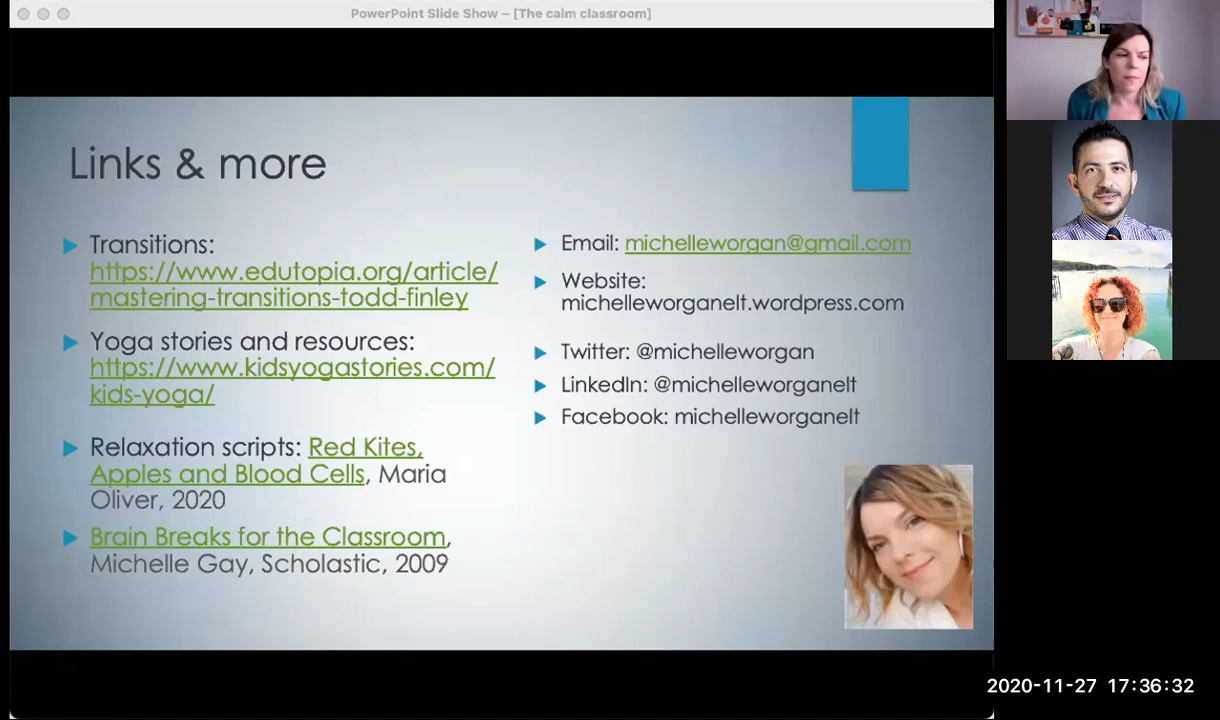 PowerPoint Slide Show – [The calm classroom]
Links & more
Transitions:
https://www.edutopia.org/article/
mastering-transitions-todd-finley
Yoga stories and resources:
https://www.kidsyogastories.com/
kids-yoga/
Relaxation scripts: Red Kites,
Apples and Blood Cells, Maria
Oliver, 2020
Brain Breaks for the Classroom,
Michelle Gay, Scholastic, 2009
Email: michelleworgan@gmail.com
Website:
michelleworganelt.wordpress.com
Twitter: @michelleworgan
LinkedIn: @michelleworganelt
Facebook: michelleworganelt
2020-11-27 17:36:32